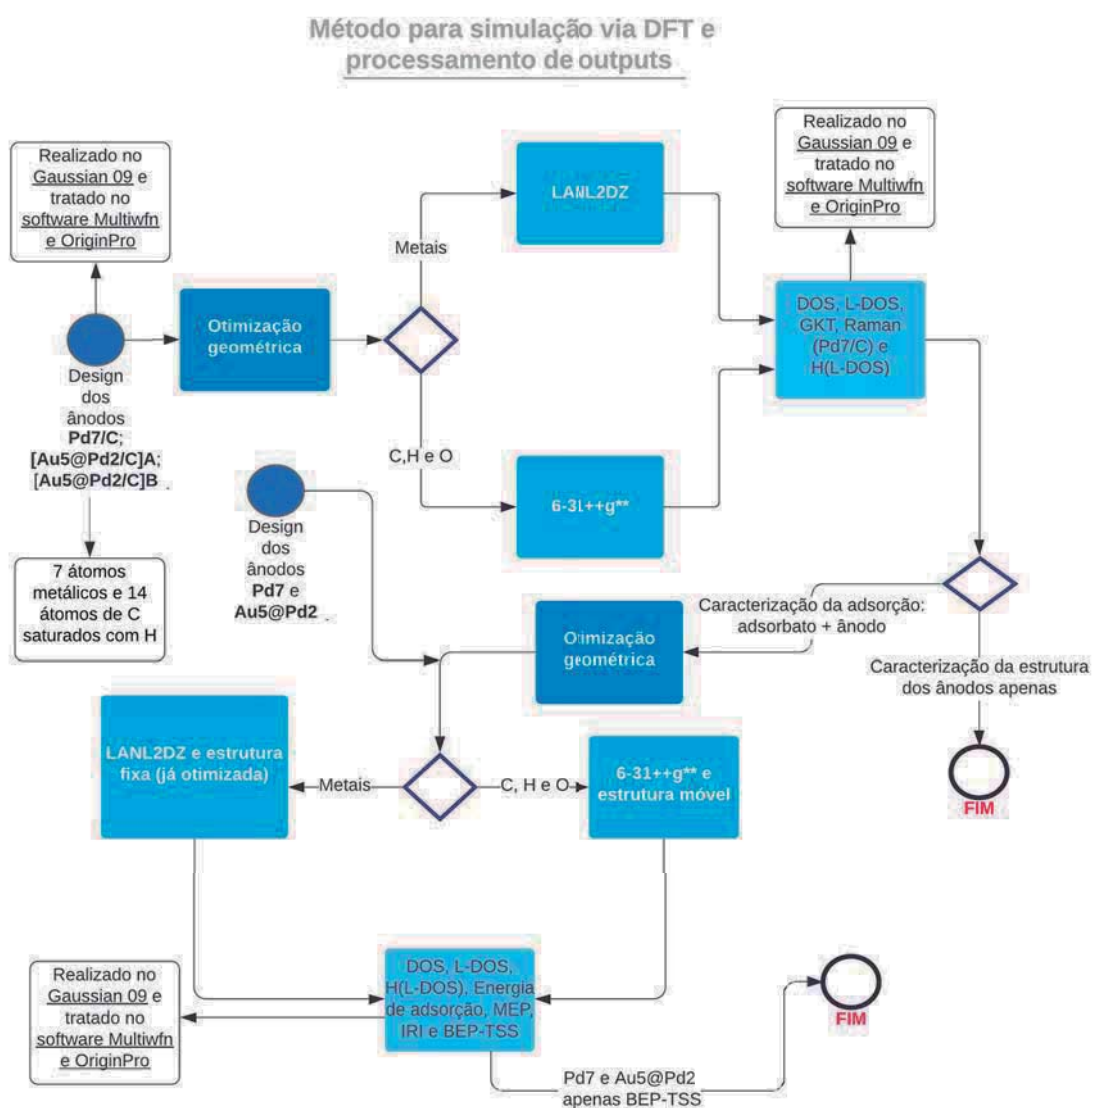 Método para simulação via DFT e
processamento de outputs
Realizado no
Gaussian 09 e
tratado no
software Multiwfn
e OriginPro
LANL2DZ
Realizado no
Gaussian 09 e
tratado no
software Multiwfn
e OriginPro
Metais
Otimização
geométrica
DOS, L-DOS,
GKT, Raman
(Pd7/C) e
H(L-DOS)
Design
dos
ânodos
Pd7/C;
[Au5@Pd2/C]A;
[Au5@Pd2/C]B .
C,H e O
6-31++g**
Design
dos
ânodos
Pd7 e
Au5@Pd2 .
7 átomos
metálicos e 14
átomos de C
saturados com H
Caracterização da adsorção:
adsorbato + ânodo
Otimização
geométrica
Caracterização da estrutura
dos ânodos apenas
LANL2DZ e estrutura
fixa (já otimizada)
Metais
C, H e O
6-31++g** e
estrutura móvel
FIM
DOS, L-DOS,
H(L-DOS), Energia
de adsorção, MEP,
IRI e BEP-TSS
Realizado no
Gaussian 09 e
tratado no
software Multiwfn
e OriginPro
FIM
Pd7 e Au5@Pd2
apenas BEP-TSS